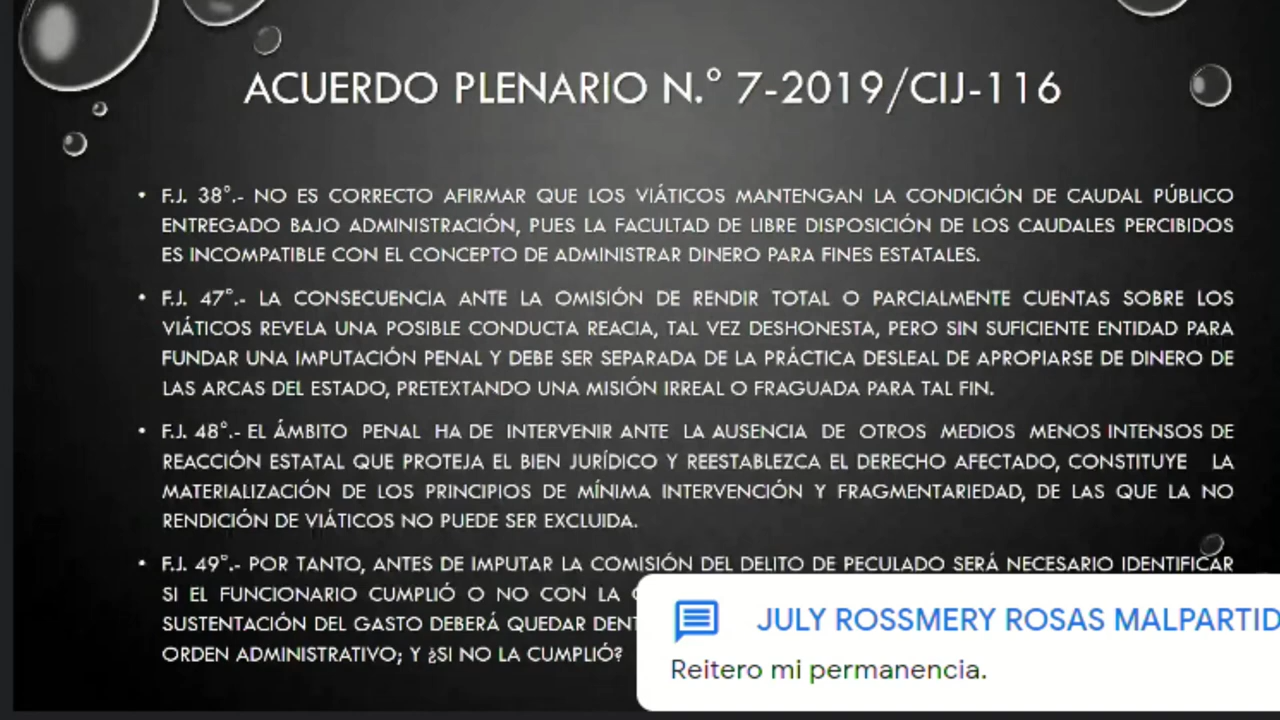 ACUERDO PLENARIO N.° 7-2019/CIJ-116
• F.J. 38°.- NO ES CORRECTO AFIRMAR QUE LOS VIÁTICOS MANTENGAN LA CONDICIÓN DE CAUDAL PÚBLICO
ENTREGADO BAJO ADMINISTRACIÓN, PUES LA FACULTAD DE LIBRE DISPOSICIÓN DE LOS CAUDALES PERCIBIDOS
ES INCOMPATIBLE CON EL CONCEPTO DE ADMINISTRAR DINERO PARA FINES ESTATALES.
• F.J. 47°.- LA CONSECUENCIA ANTE LA OMISIÓN DE RENDIR TOTAL O PARCIALMENTE CUENTAS SOBRE LOS
VIÁTICOS REVELA UNA POSIBLE CONDUCTA REACIA, TAL VEZ DESHONESTA, PERO SIN SUFICIENTE ENTIDAD PARA
FUNDAR UNA IMPUTACIÓN PENAL Y DEBE SER SEPARADA DE LA PRÁCTICA DESLEAL DE APROPIARSE DE DINERO DE
LAS ARCAS DEL ESTADO, PRETEXTANDO UNA MISIÓN IRREAL O FRAGUADA PARA TAL FIN.
• F.J. 48°.- EL ÁMBITO PENAL HA DE INTERVENIR ANTE LA AUSENCIA DE OTROS MEDIOS MENOS INTENSOS DE
REACCIÓN ESTATAL QUE PROTEJA EL BIEN JURÍDICO Y REESTABLEZCA EL DERECHO AFECTADO, CONSTITUYE LA
MATERIALIZACIÓN DE LOS PRINCIPIOS DE MÍNIMA INTERVENCIÓN Y FRAGMENTARIEDAD, DE LAS QUE LA NO
RENDICIÓN DE VIÁTICOS NO PUEDE SER EXCLUIDA.
• F.J. 49°.- POR TANTO, ANTES DE IMPUTAR LA COMISIÓN DEL DELITO DE PECULADO SERÁ NECESARIO IDENTIFICAR
SI EL FUNCIONARIO CUMPLIÓ O NO CON LA
SUSTENTACIÓN DEL GASTO DEBERÁ QUEDAR
ORDEN ADMINISTRATIVO; Y ¿SI NO LA CUMPLIÓ?
JULY ROSSMERY ROSAS MALPARTID
Reitero mi permanencia.